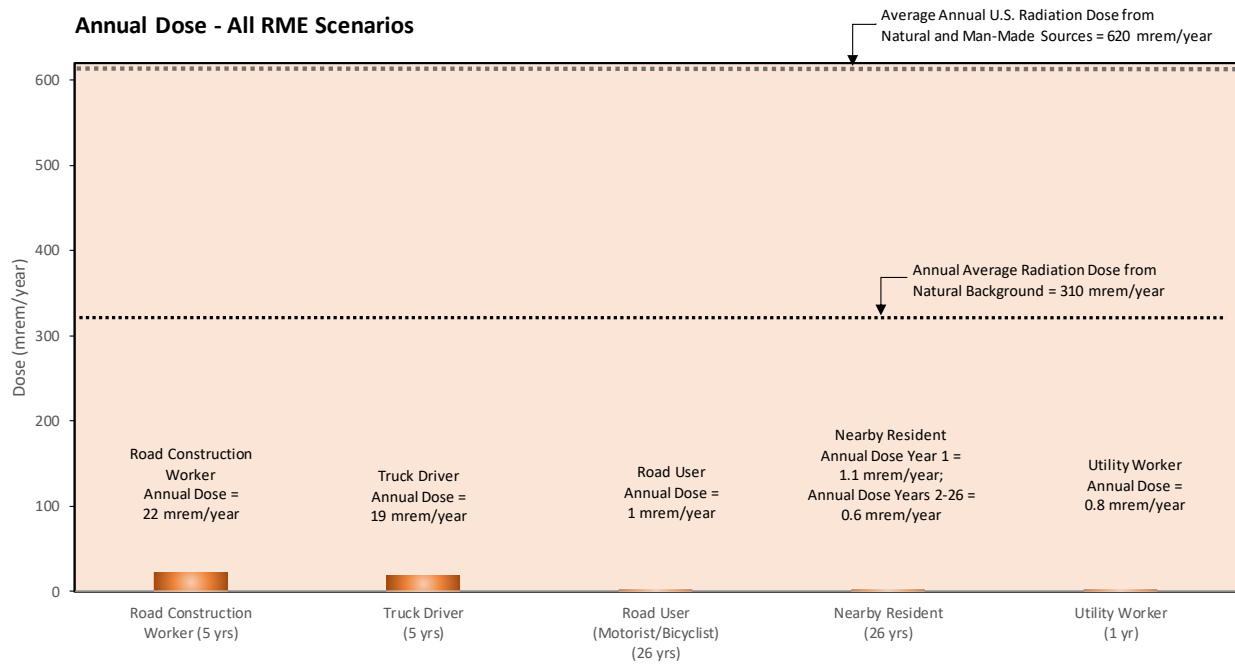 Annual Dose - All RME Scenarios
Average Annual U.S. Radiation Dose from
Natural and Man-Made Sources = 620 mrem/year
600
500
400
300
200
100
0
Dose (mrem/year)
Annual Average Radiation Dose from
Natural Background = 310 mrem/year
Road Construction
Worker
Annual Dose =
22 mrem/year
Truck Driver
Annual Dose =
19 mrem/year
Road User
Annual Dose =
1 mrem/year
Nearby Resident
Annual Dose Year 1 =
1.1 mrem/year;
Annual Dose Years 2-26 =
0.6 mrem/year
Utility Worker
Annual Dose =
0.8 mrem/year
Road Construction
Worker (5 yrs)
Truck Driver
(5 yrs)
Road User
(Motorist/Bicyclist)
(26 yrs)
Nearby Resident
(26 yrs)
Utility Worker
(1 yr)